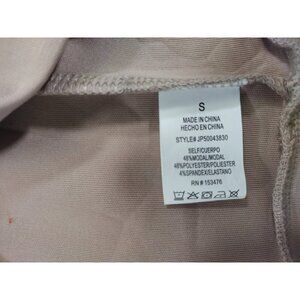 S
MADE IN CHINA
HECHO EN CHINA
STYLE# JP50043830
SELF/CUERPO
48%MODAL/MODAL
48%POLYESTER/POLIESTER
4%SPANDEX/ELASTANO
RN # 153476